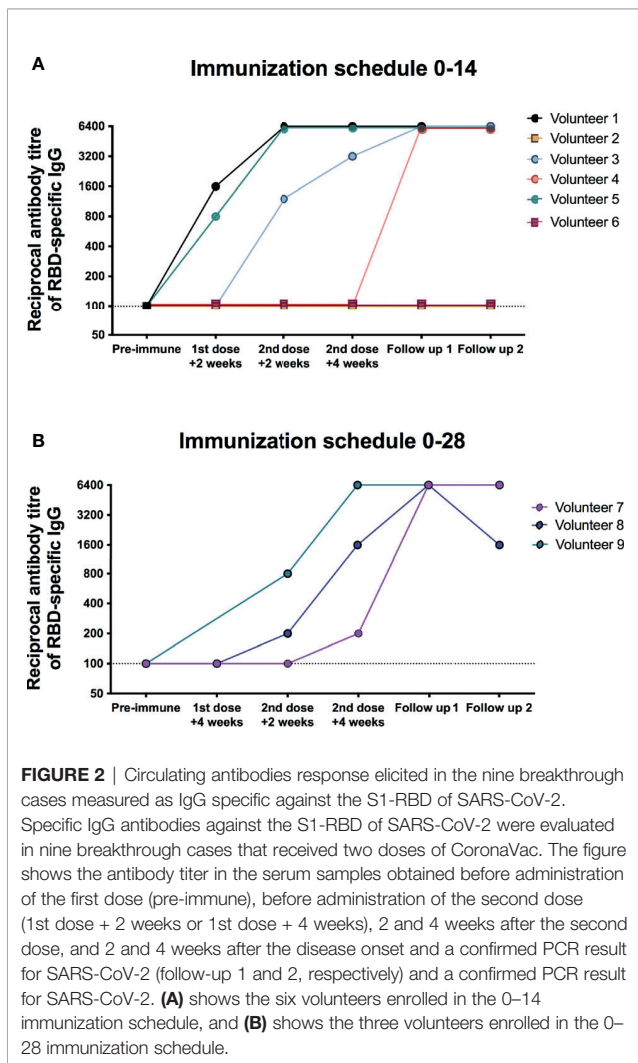 A
Immunization schedule 0-14
Reciprocal antibody titre
of RBD-specific IgG
6400
3200
1600
800
400
200
100
50
Pre-immune
1st dose
+2 weeks
2nd dose
+2 weeks
2nd dose
+4 weeks
Follow up 1
Follow up 2
Volunteer 1
Volunteer 2
Volunteer 3
Volunteer 4
Volunteer 5
Volunteer 6
B
Immunization schedule 0-28
Reciprocal antibody titre
of RBD-specific IgG
6400
3200
1600
800
400
200
100
50
Pre-immune
1st dose
+4 weeks
2nd dose
+2 weeks
2nd dose
+4 weeks
Follow up 1
Follow up 2
Volunteer 7
Volunteer 8
Volunteer 9
FIGURE 2 | Circulating antibodies response elicited in the nine breakthrough
cases measured as IgG specific against the S1-RBD of SARS-CoV-2.
Specific IgG antibodies against the S1-RBD of SARS-CoV-2 were evaluated
in nine breakthrough cases that received two doses of CoronaVac. The figure
shows the antibody titer in the serum samples obtained before administration
of the first dose (pre-immune), before administration of the second dose
(1st dose + 2 weeks or 1st dose + 4 weeks), 2 and 4 weeks after the second
dose, and 2 and 4 weeks after the disease onset and a confirmed PCR result
for SARS-CoV-2 (follow-up 1 and 2, respectively) and a confirmed PCR result
for SARS-CoV-2. (A) shows the six volunteers enrolled in the 0–14
immunization schedule, and (B) shows the three volunteers enrolled in the 0–
28 immunization schedule.